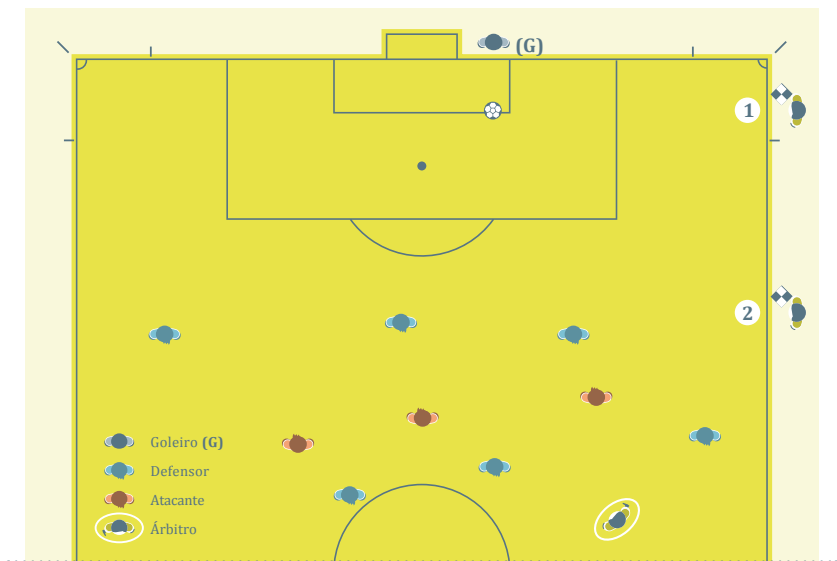 (G)
1
2
Goleiro (G)
Defensor
Atacante
Árbitro